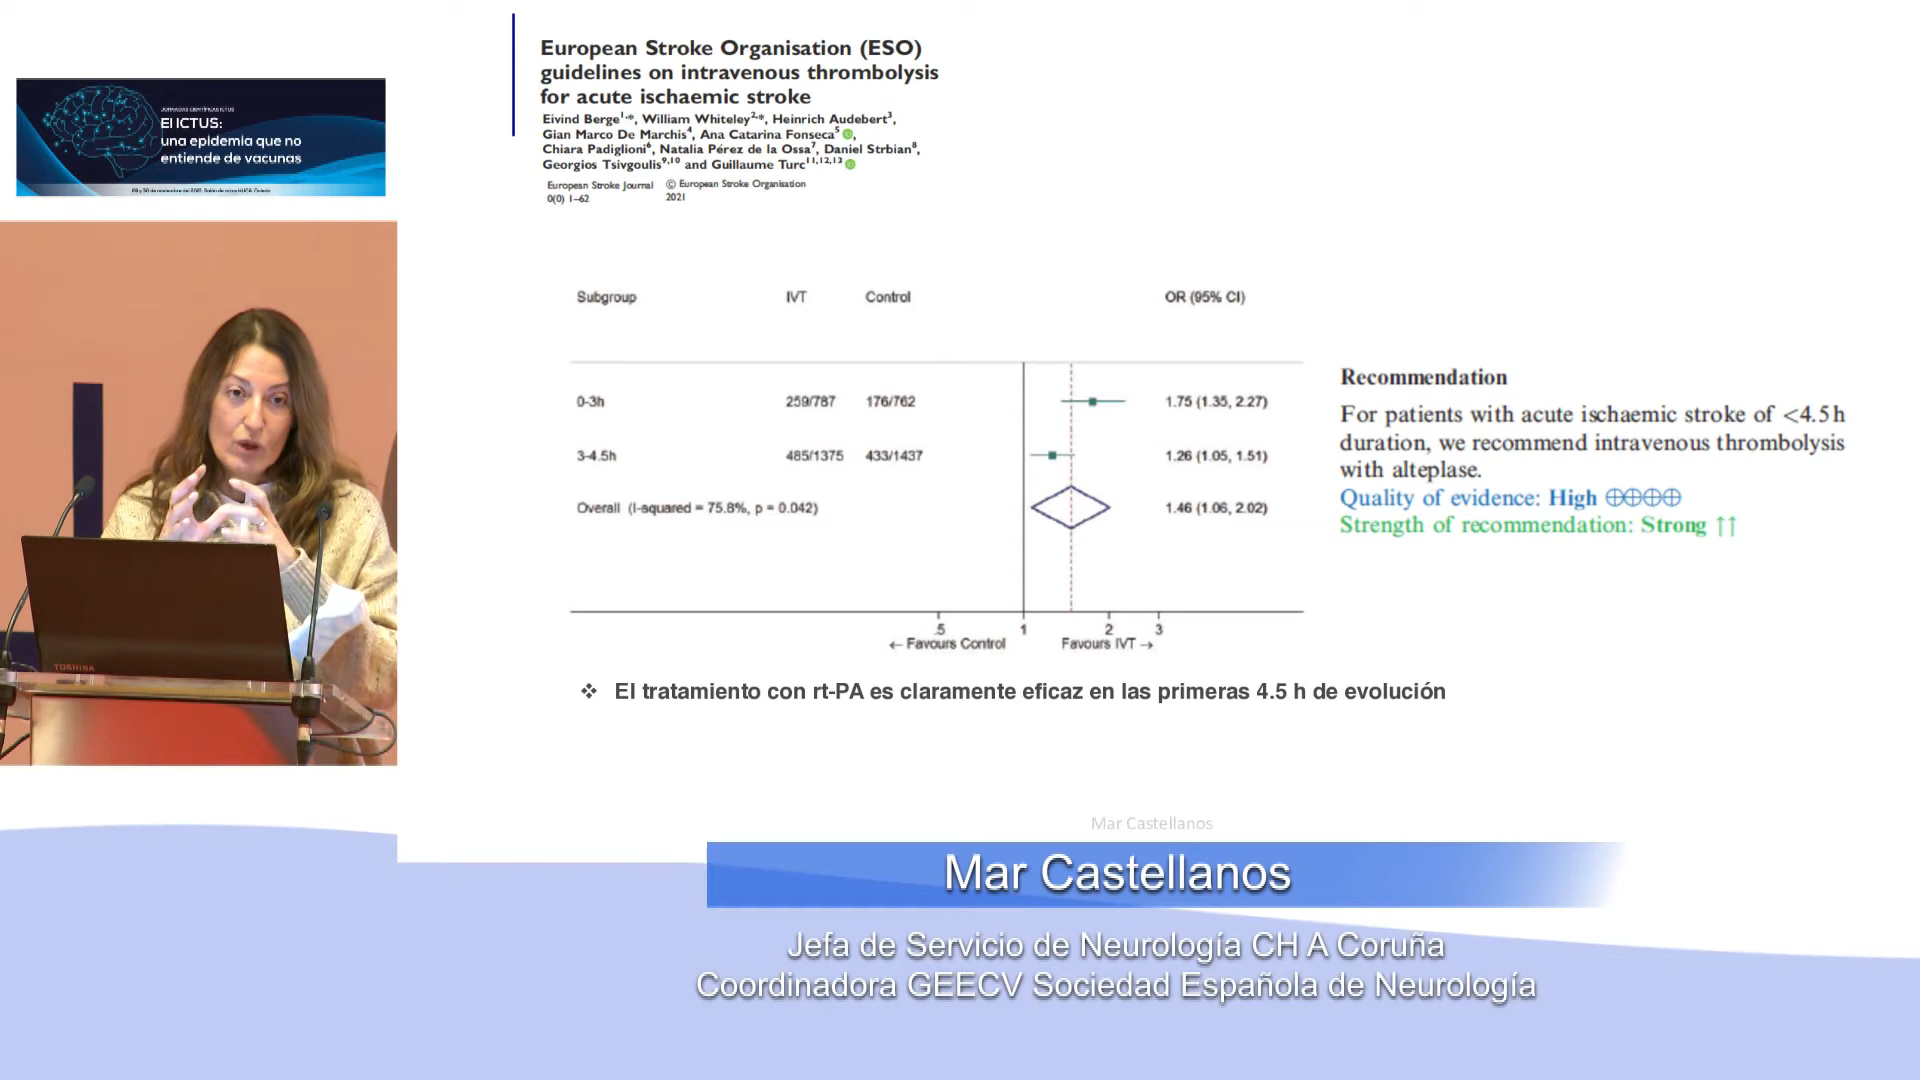 JORNADAS CIENTÍFICAS ICTUS
El ICTUS:
una epidemia que no
entiende de vacunas
European Stroke Organisation (ESO)
guidelines on intravenous thrombolysis
for acute ischaemic stroke
Eivind Berge1,*, William Whiteley2,*, Heinrich Audebert3,
Gian Marco De Marchis4, Ana Catarina Fonseca5,
Chiara Padiglioni6, Natalia Pérez de la Ossa7, Daniel Strbian8,
Georgios Tsivgoulis9,10 and Guillaume Turc11,12,13
European Stroke Journal
0(0) 1–62
© European Stroke Organisation
2021
Subgroup IVT Control OR (95% CI)
0-3h 259/787 176/762 1.75 (1.35, 2.27)
3-4.5h 485/1375 433/1437 1.26 (1.05, 1.51)
Overall (I-squared = 75.8%, p = 0.042) 1.46 (1.06, 2.02)
.5 1 2 3
← Favours Control Favours IVT →
Recommendation
For patients with acute ischaemic stroke of <4.5 h
duration, we recommend intravenous thrombolysis
with alteplase.
Quality of evidence: High ⊕⊕⊕⊕
Strength of recommendation: Strong ↑↑
❖ El tratamiento con rt-PA es claramente eficaz en las primeras 4.5 h de evolución
TOSHIBA
Mar Castellanos
Mar Castellanos
Jefa de Servicio de Neurología CH A Coruña
Coordinadora GEECV Sociedad Española de Neurología